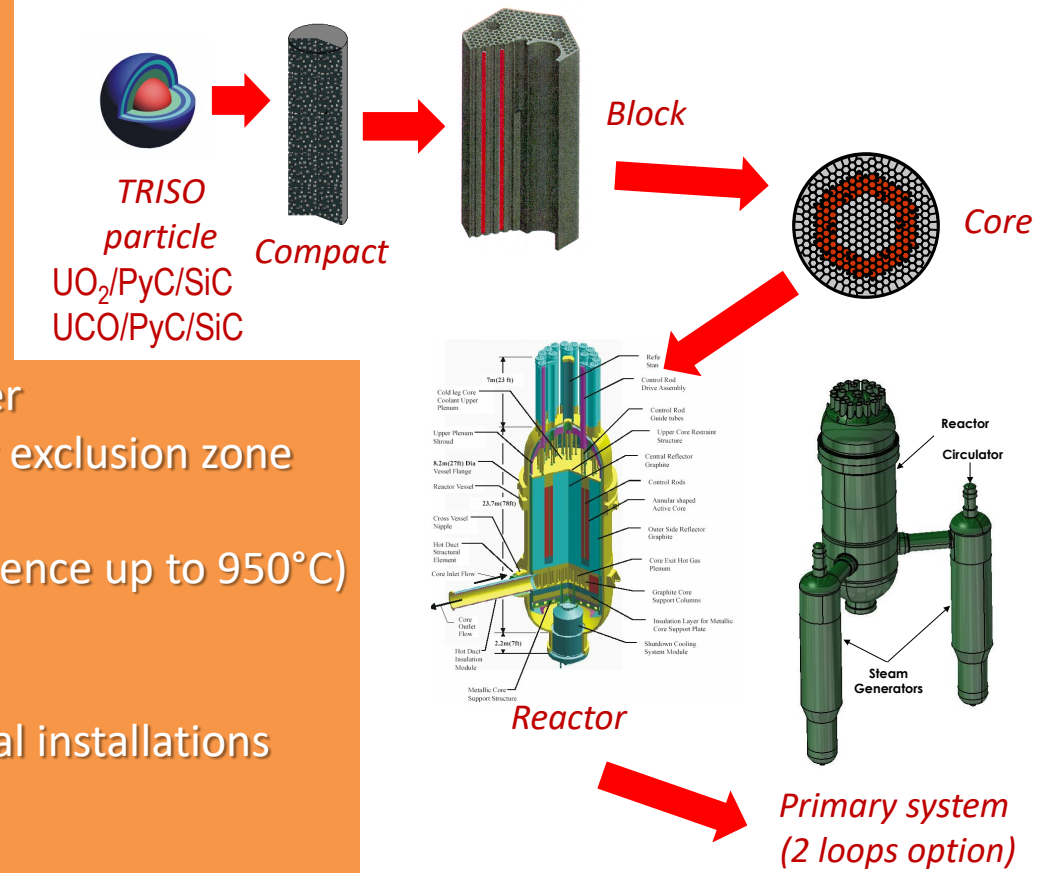 Block
TRISO
particle
Compact
UO₂/PyC/SiC
UCO/PyC/SiC
Core
er
exclusion zone
ence up to 950°C)
al installations
7m(23 ft)
Cold leg Core
Coolant Upper
Plenum
Upper Plenum
Shroud
8.2m(27ft) Dia
Vessel Flange
Reactor Vessel
23.7m(78ft)
Cross Vessel
Nipple
Hot Duct
Structural
Element
Core Inlet Flow
Core
Outlet
Flow
2.2m(7ft)
Hot Duct
Insulation
Module
Metallic Core
Support Structure
Refu
Stan
Control Rod
Drive Assembly
Control Rod
Guide tubes
Upper Core Restraint
Structure
Central Reflector
Graphite
Control Rods
Annular shaped
Active Core
Outer Side Reflector
Graphite
Core Exit Hot Gas
Plenum
Graphite Core
Support Columns
Insulation Layer for Metallic
Core Support Plate
Shutdown Cooling
System Module
Reactor
Reactor
Circulator
Steam
Generators
Primary system
(2 loops option)